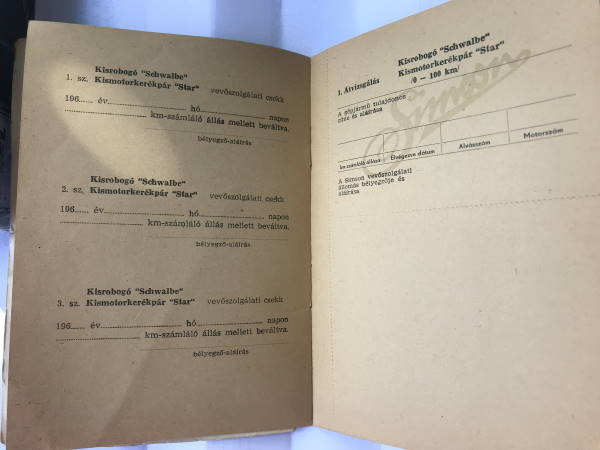 Kisrobogó "Schwalbe"
1. sz. Kismotorkerékpár "Star" vevőszolgálati csekk
196...... év............................hó............................napon
............................km-számláló állás mellett beváltva.
bélyegző-aláírás
Kisrobogó "Schwalbe"
2. sz. Kismotorkerékpár "Star" vevőszolgálati csekk
196...... év............................hó............................napon
............................km-számláló állás mellett beváltva.
bélyegző-aláírás
Kisrobogó "Schwalbe"
3. sz. Kismotorkerékpár "Star" vevőszolgálati csekk
196...... év............................hó............................napon
............................km-számláló állás mellett beváltva.
bélyegző-aláírás
Kisrobogó "Schwalbe"
Kismotorkerékpár "Star"
1. Átvizsgálás /0 — 100 km/
Simson
A gépjármű tulajdonos
címe és aláírása
km számláló állása Elvégezve dátum Alvázszám Motorszám
A Simson vevőszolgálati
állomás bélyegzője és
aláírása